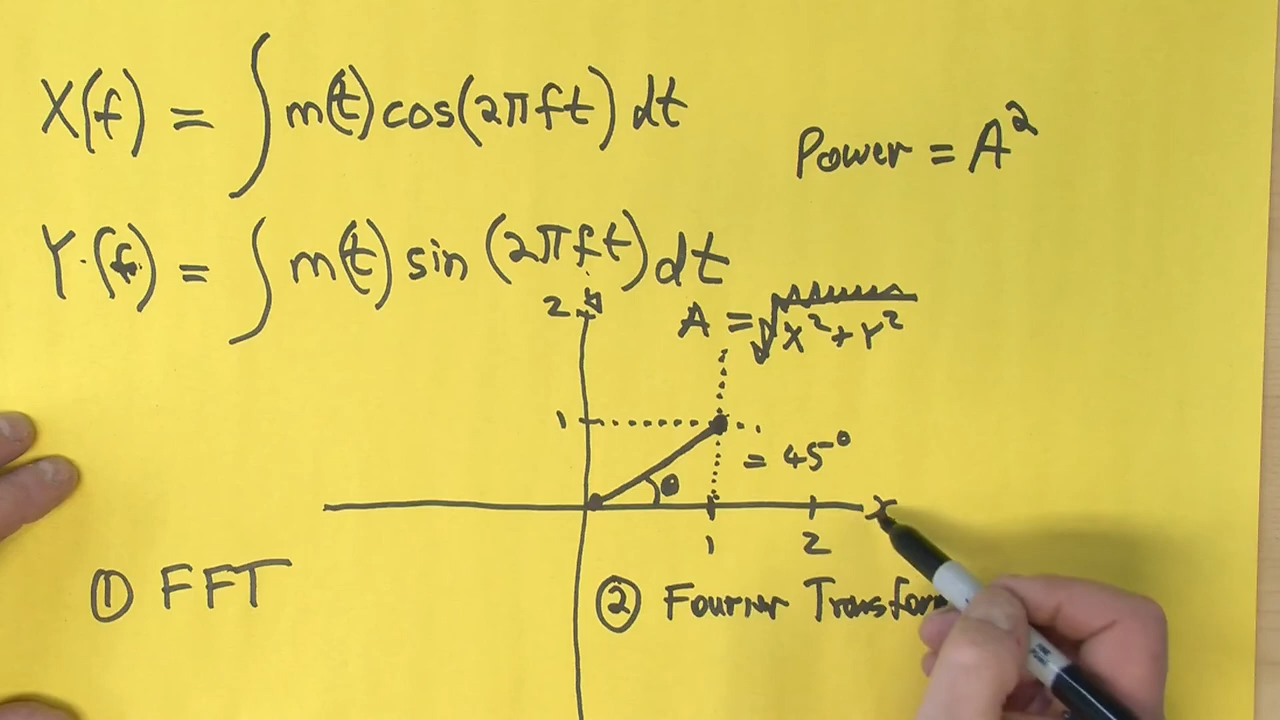 X(f) = ∫ m(t) cos(2πft) dt
Power = A²
Y(f) = ∫ m(t) sin (2πft) dt
2 y
A = √X²+Y²
1
= 45°
θ
x
1 2
① FFT
② Fourier Transform